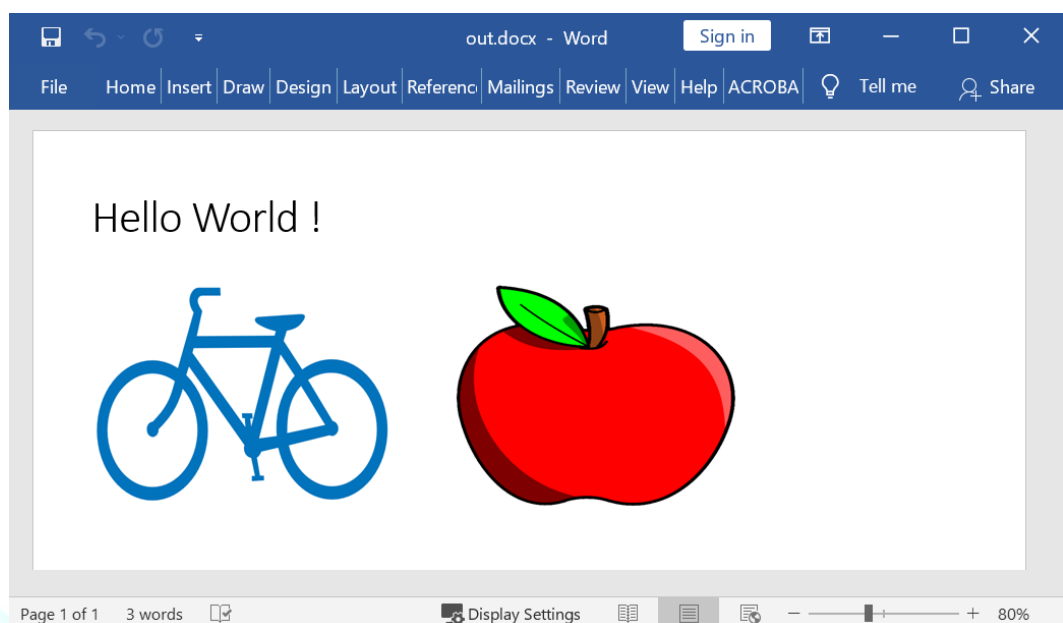 out.docx - Word Sign in
File Home Insert Draw Design Layout Referenc Mailings Review View Help ACROBA Tell me Share
Hello World !
Page 1 of 1 3 words Display Settings − + 80%